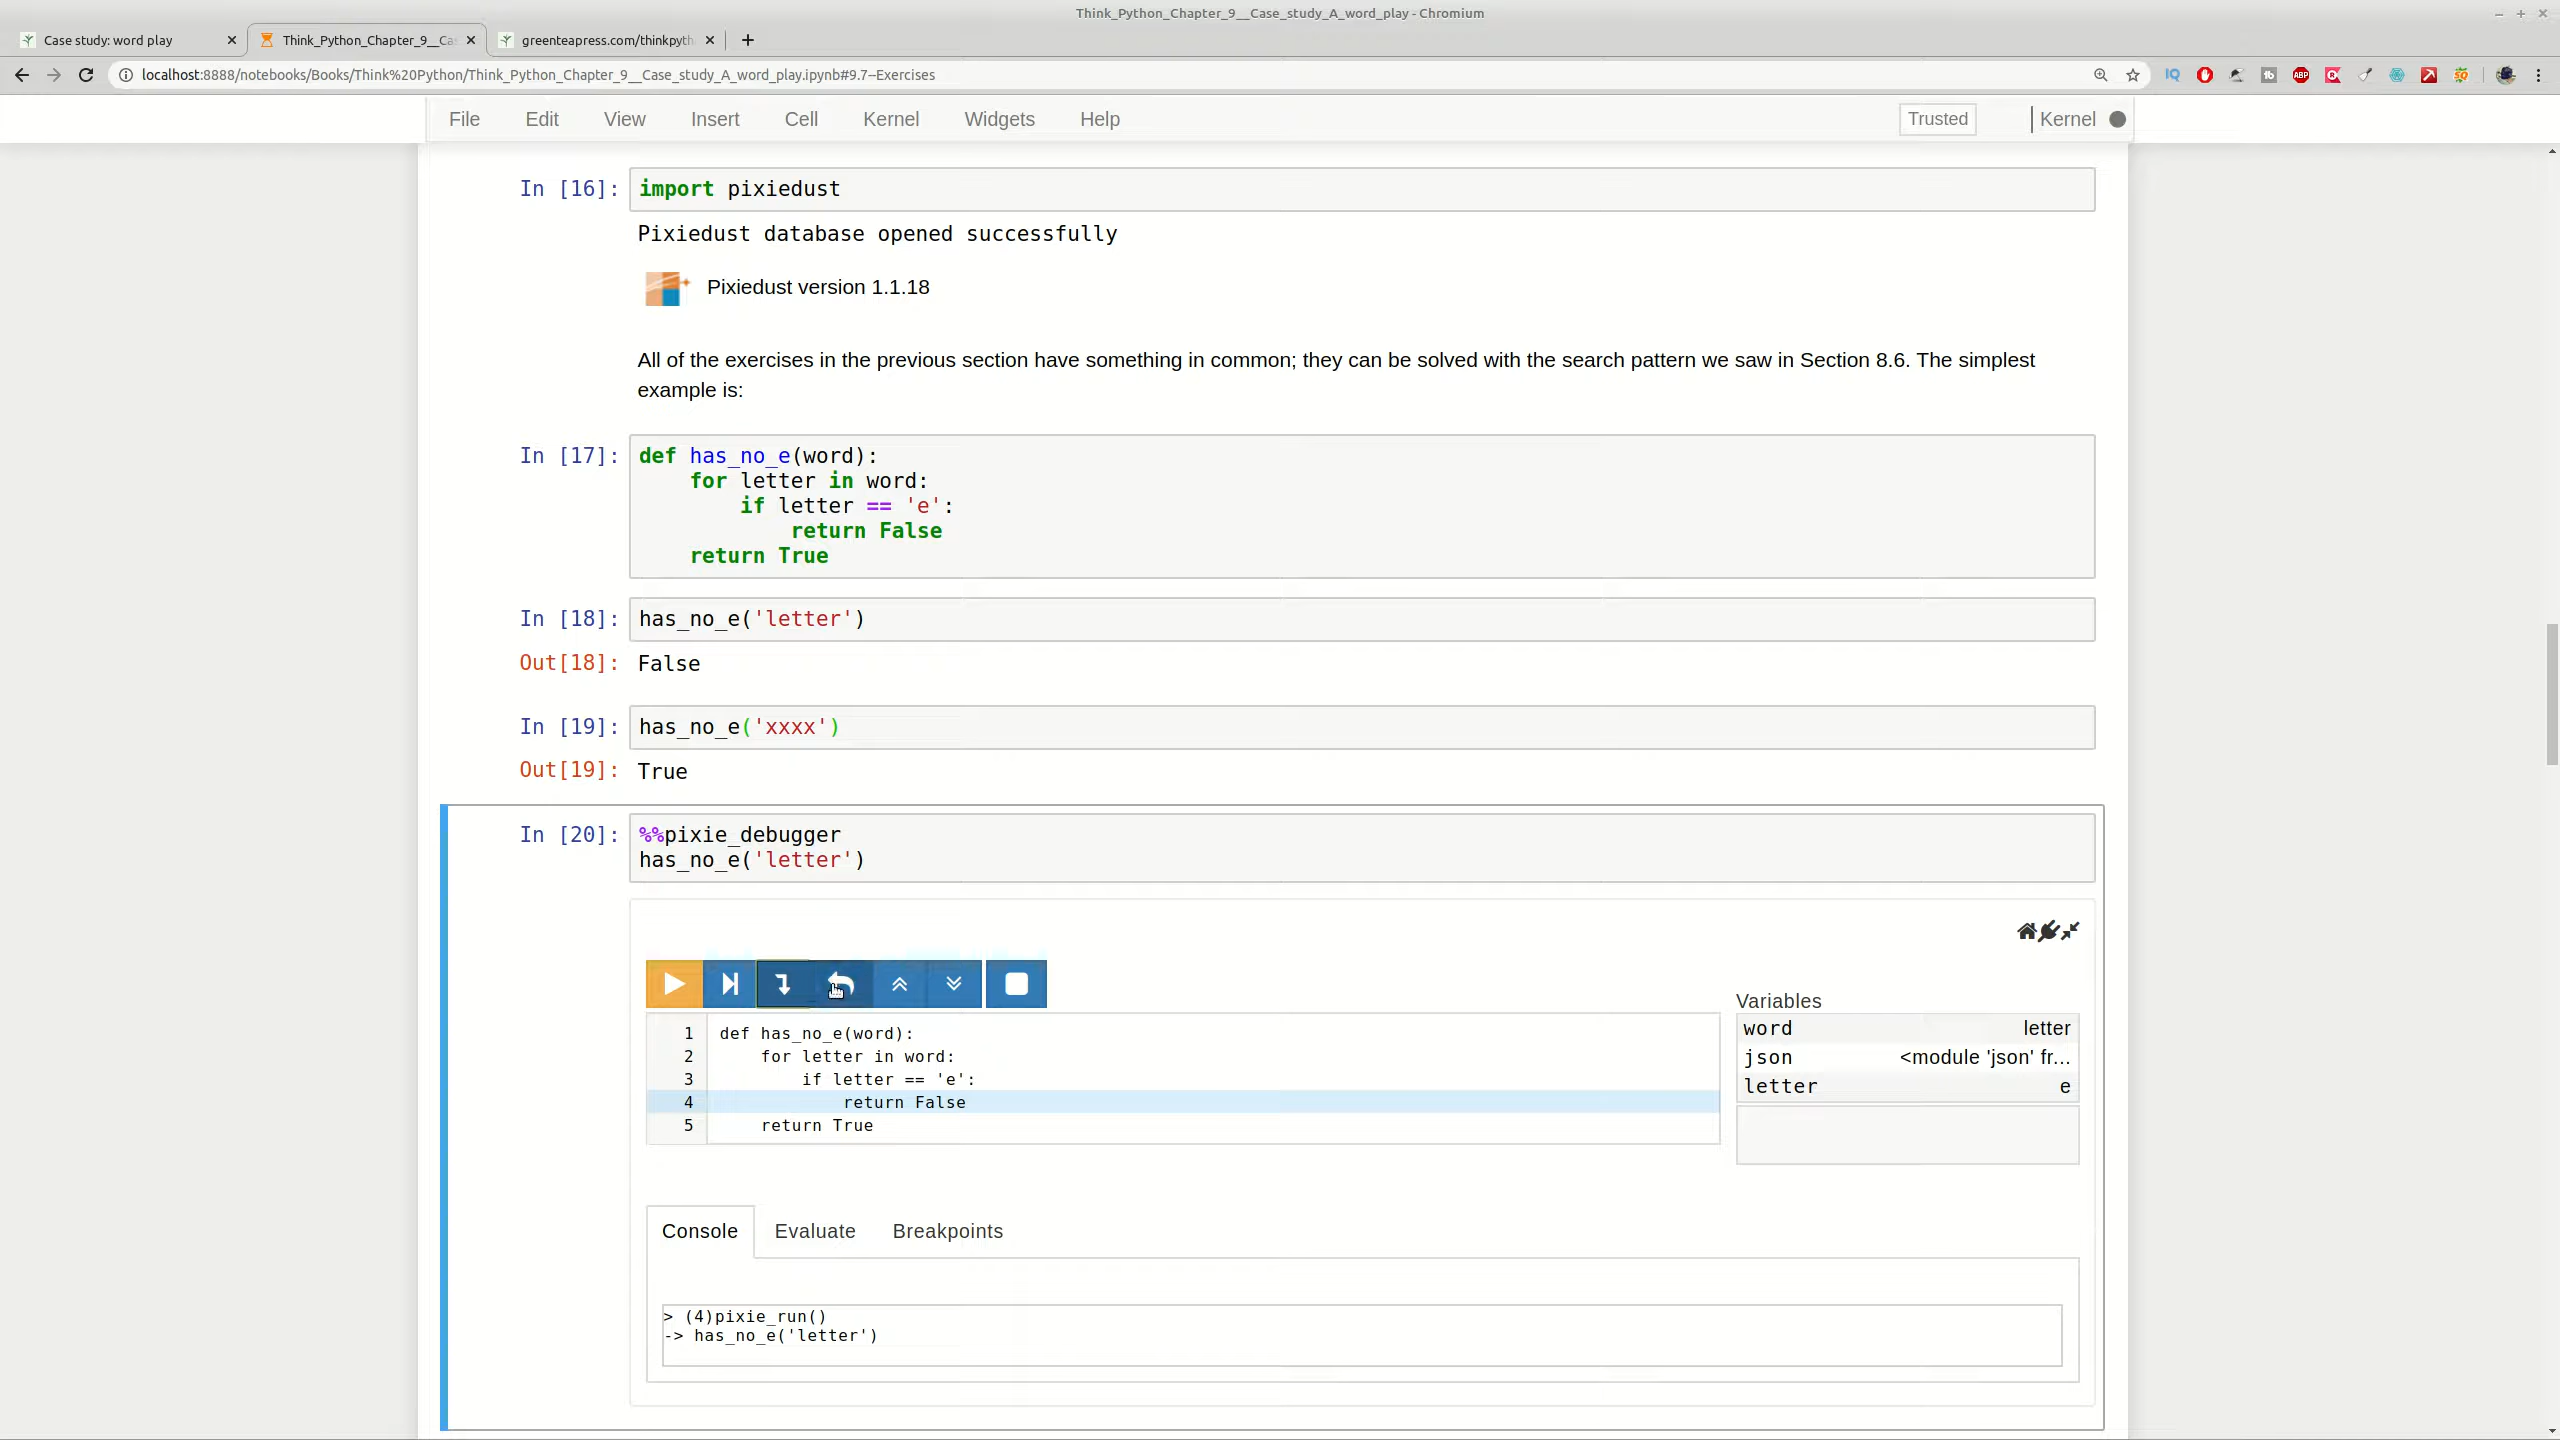 Think_Python_Chapter_9__Case_study_A_word_play - Chromium
Case study: word play
Think_Python_Chapter_9__Ca
greenteapress.com/thinkpyth
localhost:8888/notebooks/Books/Think%20Python/Think_Python_Chapter_9__Case_study_A_word_play.ipynb#9.7--Exercises
File Edit View Insert Cell Kernel Widgets Help Trusted Kernel
In [16]: import pixiedust
Pixiedust database opened successfully
Pixiedust version 1.1.18
All of the exercises in the previous section have something in common; they can be solved with the search pattern we saw in Section 8.6. The simplest
example is:
In [17]: def has_no_e(word):
    for letter in word:
        if letter == 'e':
            return False
    return True
In [18]: has_no_e('letter')
Out[18]: False
In [19]: has_no_e('xxxx')
Out[19]: True
In [20]: %%pixie_debugger
has_no_e('letter')
1 def has_no_e(word):
2     for letter in word:
3         if letter == 'e':
4             return False
5     return True
Variables
word letter
json <module 'json' fr...
letter e
Console Evaluate Breakpoints
> (4)pixie_run()
-> has_no_e('letter')